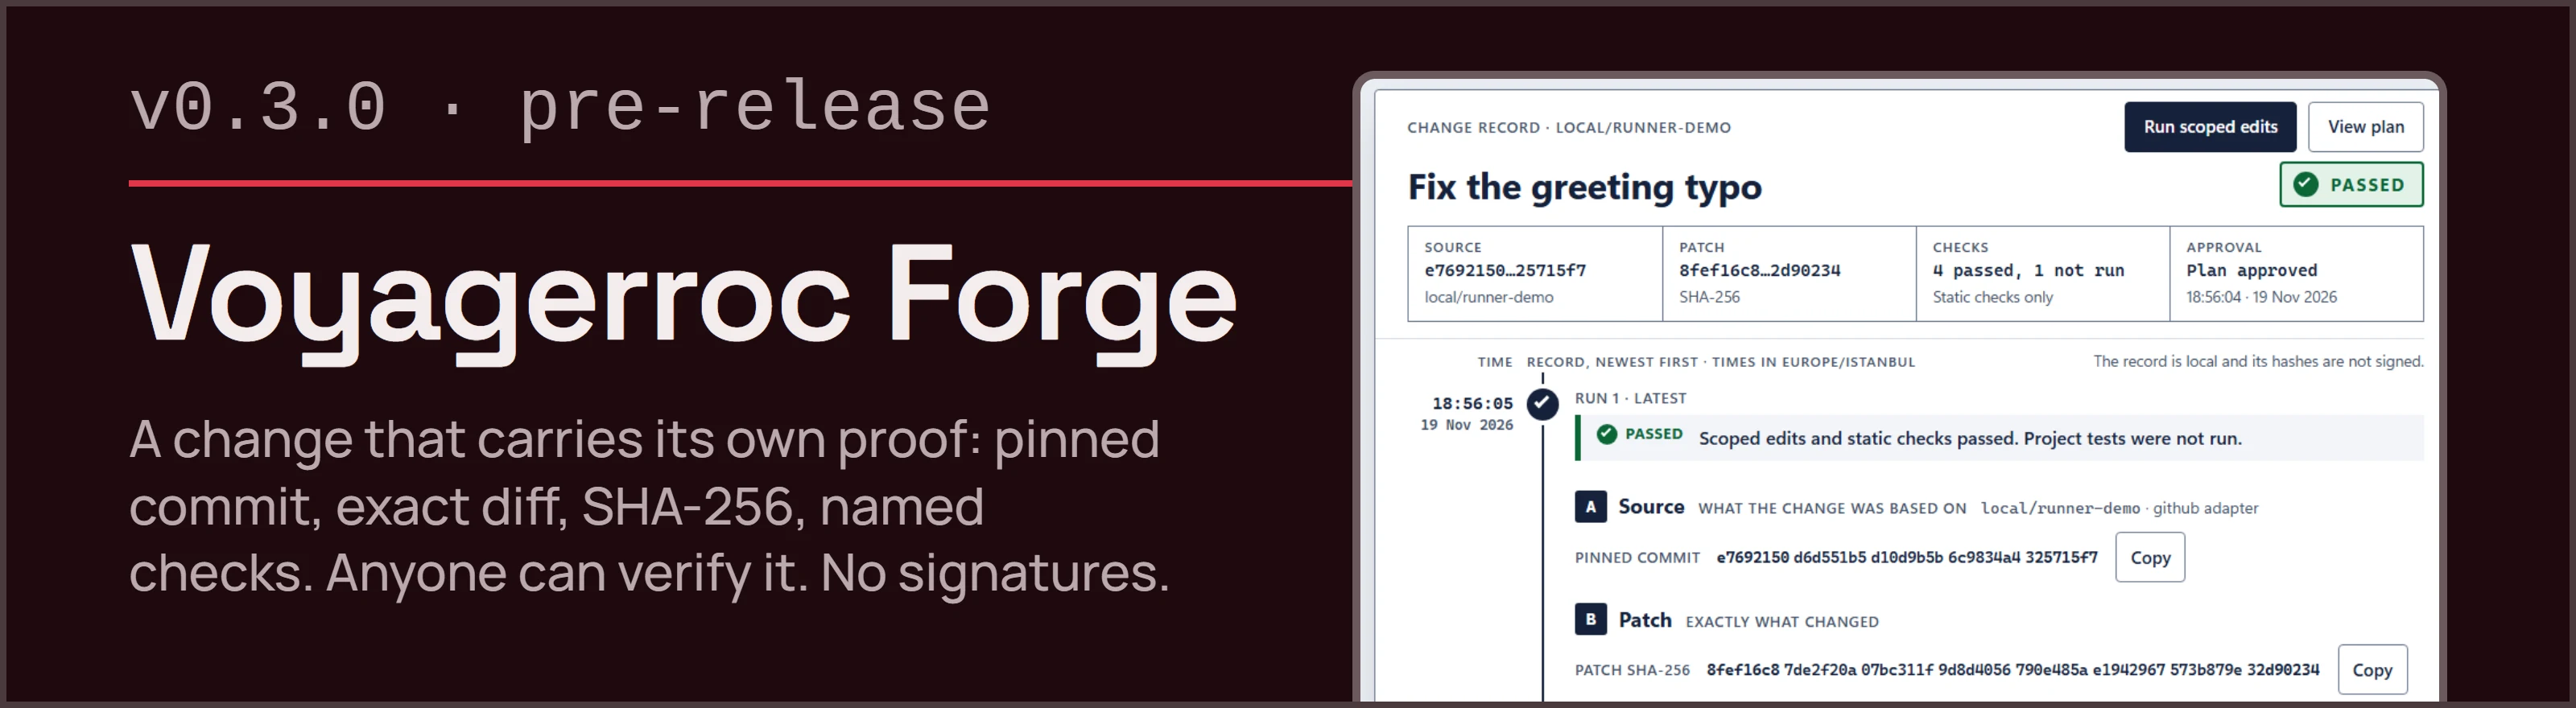 v0.3.0 · pre-release
Voyagerroc Forge
A change that carries its own proof: pinned
commit, exact diff, SHA-256, named
checks. Anyone can verify it. No signatures.
CHANGE RECORD · LOCAL/RUNNER-DEMO
Run scoped edits
View plan
Fix the greeting typo
PASSED
SOURCE
e7692150…25715f7
local/runner-demo
PATCH
8fef16c8…2d90234
SHA-256
CHECKS
4 passed, 1 not run
Static checks only
APPROVAL
Plan approved
18:56:04 · 19 Nov 2026
TIME
RECORD, NEWEST FIRST · TIMES IN EUROPE/ISTANBUL
The record is local and its hashes are not signed.
18:56:05
19 Nov 2026
RUN 1 · LATEST
PASSED Scoped edits and static checks passed. Project tests were not run.
A Source WHAT THE CHANGE WAS BASED ON local/runner-demo · github adapter
PINNED COMMIT e7692150 d6d551b5 d10d9b5b 6c9834a4 325715f7 Copy
B Patch EXACTLY WHAT CHANGED
PATCH SHA-256 8fef16c8 7de2f20a 07bc311f 9d8d4056 790e485a e1942967 573b879e 32d90234 Copy